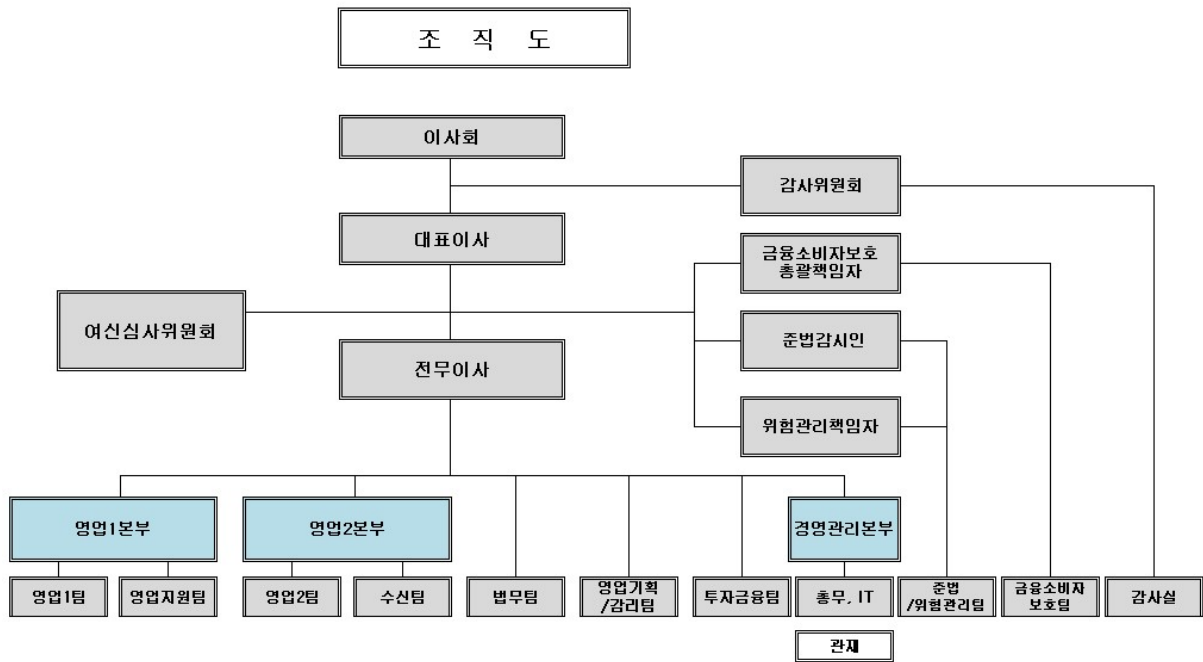 조 직 도
이사회
감사위원회
대표이사
금융소비자보호
총괄책임자
여신심사위원회
준법감시인
전무이사
위험관리책임자
영업1본부
영업2본부
경영관리본부
영업1팀
영업지원팀
영업2팀
수신팀
법무팀
영업기획
/감리팀
투자금융팀
총무, IT
준법
/위험관리팀
금융소비자
보호팀
감사실
관재